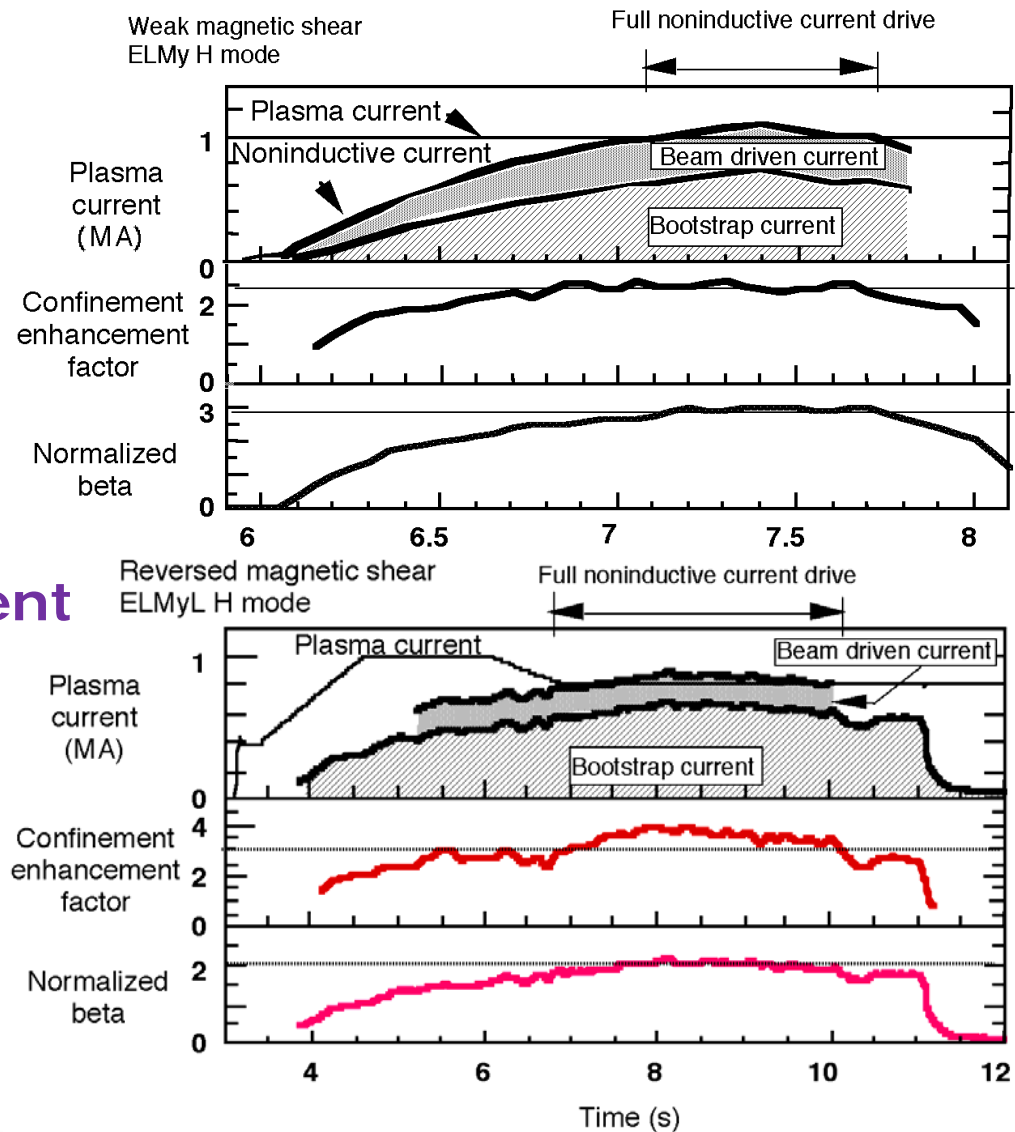 Weak magnetic shear
ELMy H mode
Full noninductive current drive
Plasma current
Noninductive current
Beam driven current
Bootstrap current
Plasma
current
(MA)
1
0
Confinement
enhancement
factor
2
0
Normalized
beta
3
0
6 6.5 7 7.5 8
ent
Reversed magnetic shear
ELMyL H mode
Full noninductive current drive
Plasma current
Beam driven current
Bootstrap current
Plasma
current
(MA)
1
0
Confinement
enhancement
factor
4
2
0
Normalized
beta
2
0
4 6 8 10 12
Time (s)